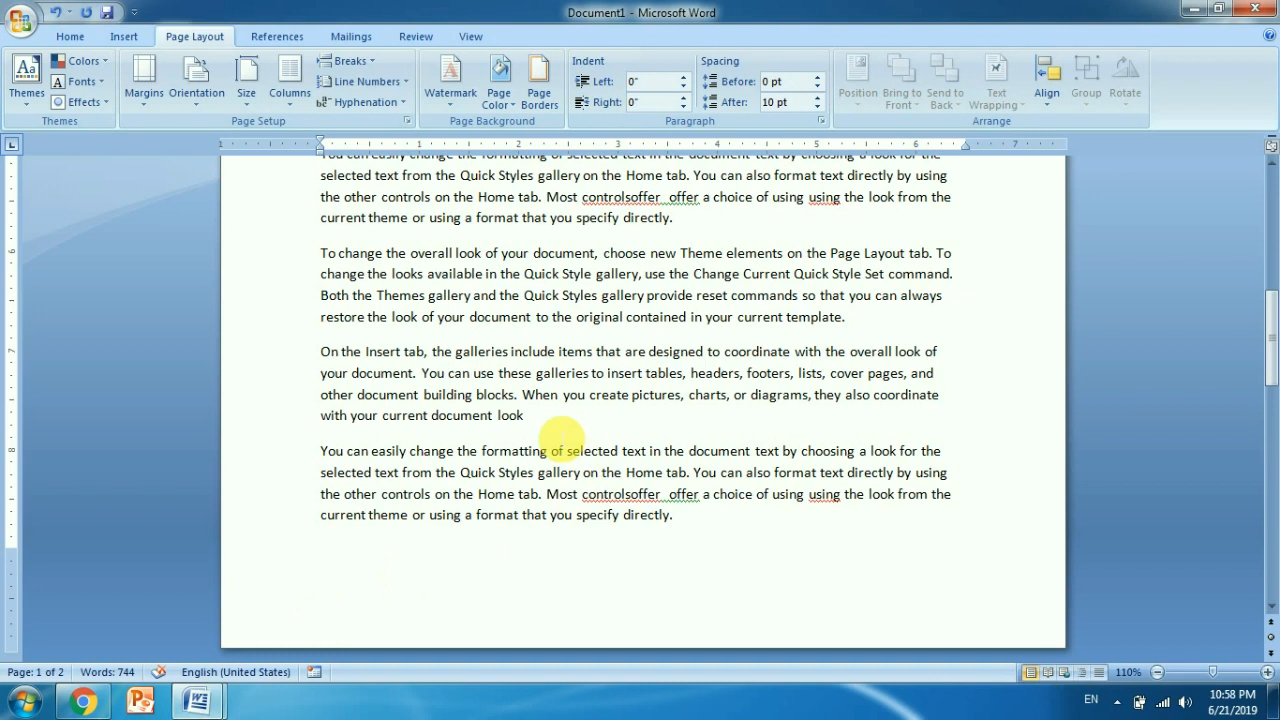 Document1 - Microsoft Word
Home Insert Page Layout References Mailings Review View
Themes Colors Fonts Effects Themes
Margins Orientation Size Columns Breaks Line Numbers Hyphenation Page Setup
Watermark Page Color Page Borders Page Background
Indent Left: 0" Right: 0" Spacing Before: 0 pt After: 10 pt Paragraph
Position Bring to Front Send to Back Text Wrapping Align Group Rotate Arrange
1 1 2 3 4 5 6 7
You can easily change the formatting of selected text in the document text by choosing a look for the
selected text from the Quick Styles gallery on the Home tab. You can also format text directly by using
the other controls on the Home tab. Most controlsoffer offer a choice of using using the look from the
current theme or using a format that you specify directly.
To change the overall look of your document, choose new Theme elements on the Page Layout tab. To
change the looks available in the Quick Style gallery, use the Change Current Quick Style Set command.
Both the Themes gallery and the Quick Styles gallery provide reset commands so that you can always
restore the look of your document to the original contained in your current template.
On the Insert tab, the galleries include items that are designed to coordinate with the overall look of
your document. You can use these galleries to insert tables, headers, footers, lists, cover pages, and
other document building blocks. When you create pictures, charts, or diagrams, they also coordinate
with your current document look
You can easily change the formatting of selected text in the document text by choosing a look for the
selected text from the Quick Styles gallery on the Home tab. You can also format text directly by using
the other controls on the Home tab. Most controlsoffer offer a choice of using using the look from the
current theme or using a format that you specify directly.
Page: 1 of 2 Words: 744 English (United States) 110%
EN 10:58 PM
6/21/2019